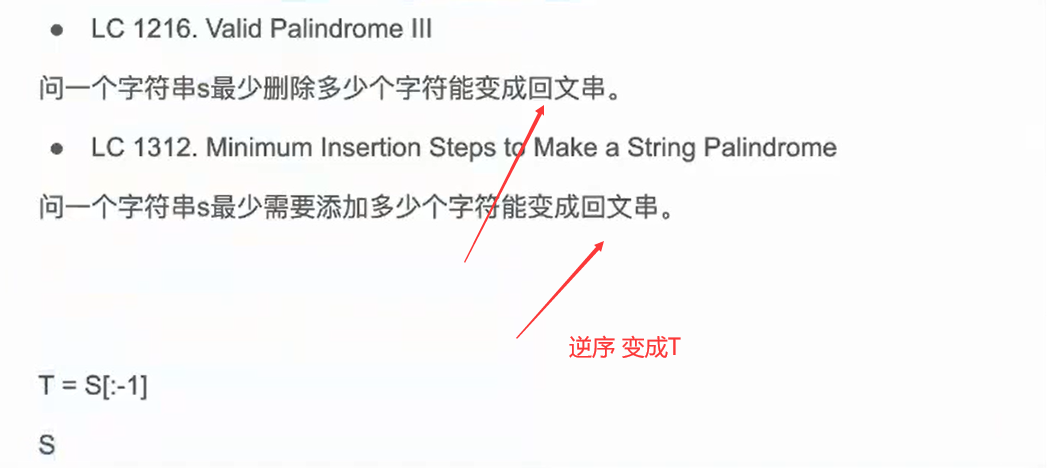 ● LC 1216. Valid Palindrome III
问一个字符串s最少删除多少个字符能变成回文串。
● LC 1312. Minimum Insertion Steps to Make a String Palindrome
问一个字符串s最少需要添加多少个字符能变成回文串。
逆序 变成T
T = S[:-1]
S